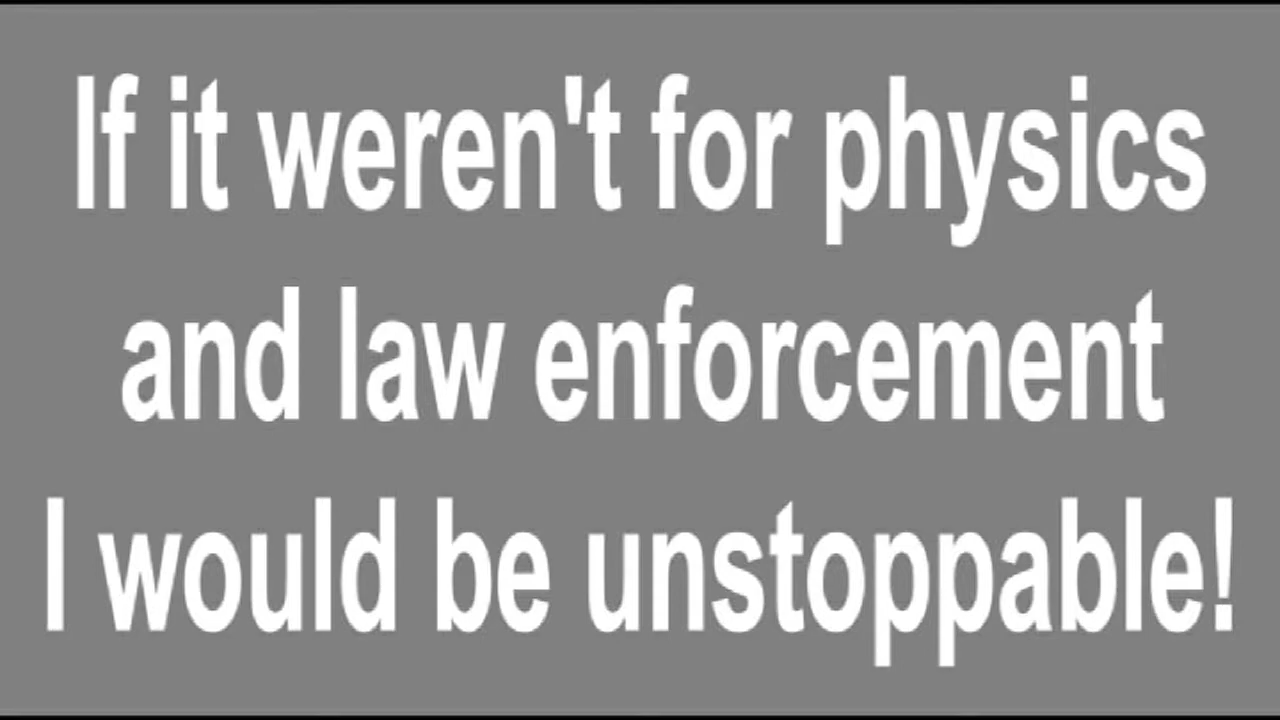 If it weren't for physics
and law enforcement
I would be unstoppable!